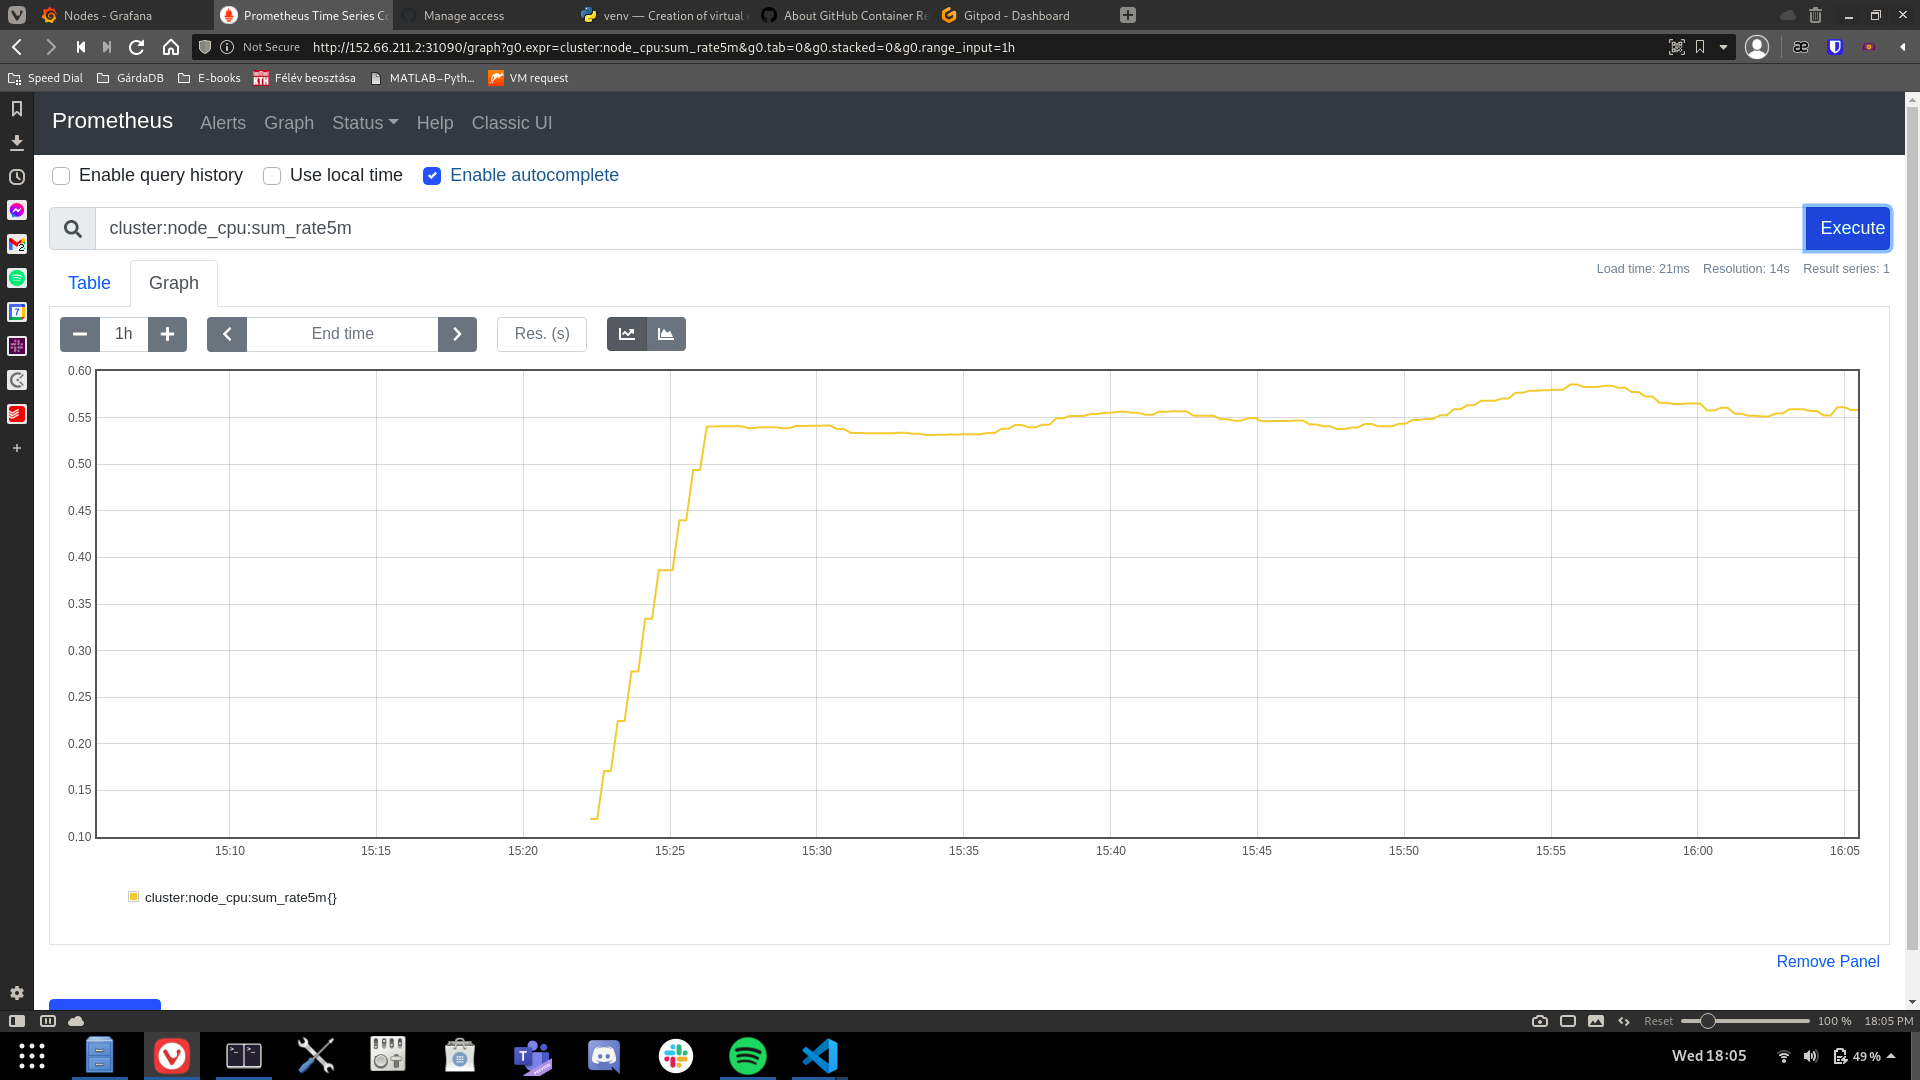 Nodes - Grafana
Prometheus Time Series Co
Manage access
venv — Creation of virtual
About GitHub Container Re
Gitpod - Dashboard
Not Secure
http://152.66.211.2:31090/graph?g0.expr=cluster:node_cpu:sum_rate5m&g0.tab=0&g0.stacked=0&g0.range_input=1h
Speed Dial
GárdaDB
E-books
KTH
Félév beosztása
MATLAB–Pyth...
VM request
Prometheus
Alerts
Graph
Status
Help
Classic UI
Enable query history
Use local time
Enable autocomplete
cluster:node_cpu:sum_rate5m
Execute
Load time: 21ms
Resolution: 14s
Result series: 1
Table
Graph
1h
End time
Res. (s)
0.60
0.55
0.50
0.45
0.40
0.35
0.30
0.25
0.20
0.15
0.10
15:10
15:15
15:20
15:25
15:30
15:35
15:40
15:45
15:50
15:55
16:00
16:05
cluster:node_cpu:sum_rate5m{}
Remove Panel
2
7
Reset
100 %
18:05 PM
Wed 18:05
49 %